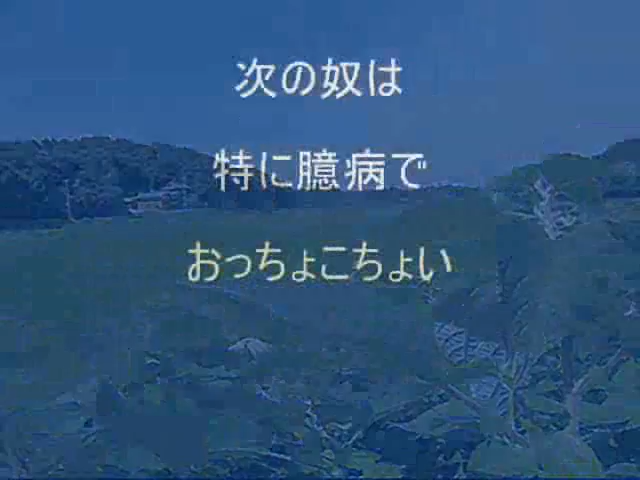 次の奴は
特に臆病で
おっちょこちょい